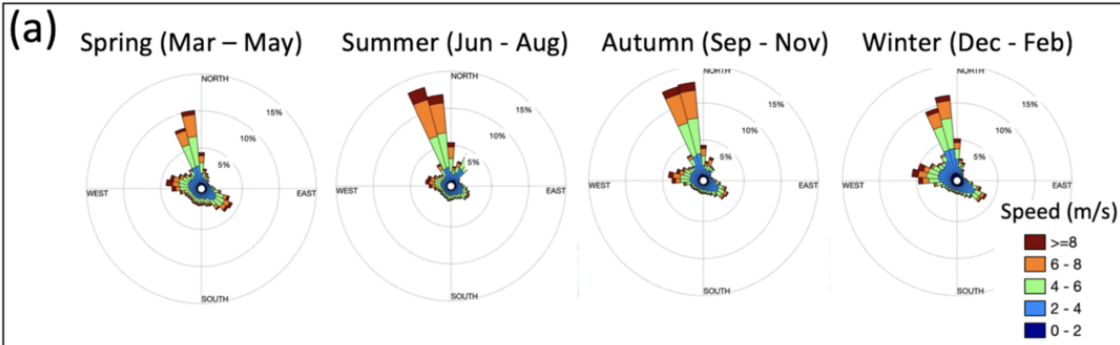 (a)
Spring (Mar – May)
Summer (Jun - Aug)
Autumn (Sep - Nov)
Winter (Dec - Feb)
NORTH
15%
10%
5%
WEST
EAST
SOUTH
NORTH
15%
10%
5%
WEST
EAST
SOUTH
NORTH
15%
10%
5%
WEST
EAST
SOUTH
NORTH
15%
10%
5%
WEST
EAST
SOUTH
Speed (m/s)
>=8
6 - 8
4 - 6
2 - 4
0 - 2